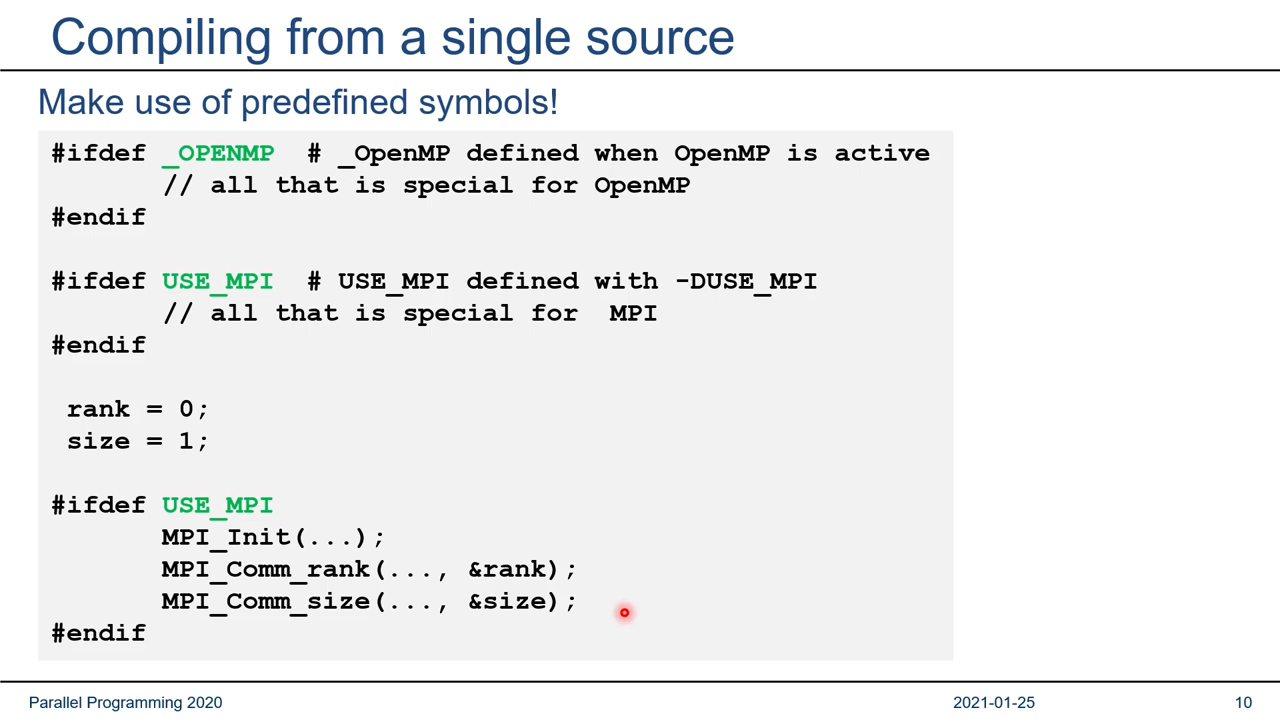 Compiling from a single source
Make use of predefined symbols!
#ifdef _OPENMP  # _OpenMP defined when OpenMP is active
       // all that is special for OpenMP
#endif
#ifdef USE_MPI  # USE_MPI defined with -DUSE_MPI
       // all that is special for  MPI
#endif
 rank = 0;
 size = 1;
#ifdef USE_MPI
       MPI_Init(...);
       MPI_Comm_rank(..., &rank);
       MPI_Comm_size(..., &size);
#endif
Parallel Programming 2020 2021-01-25 10